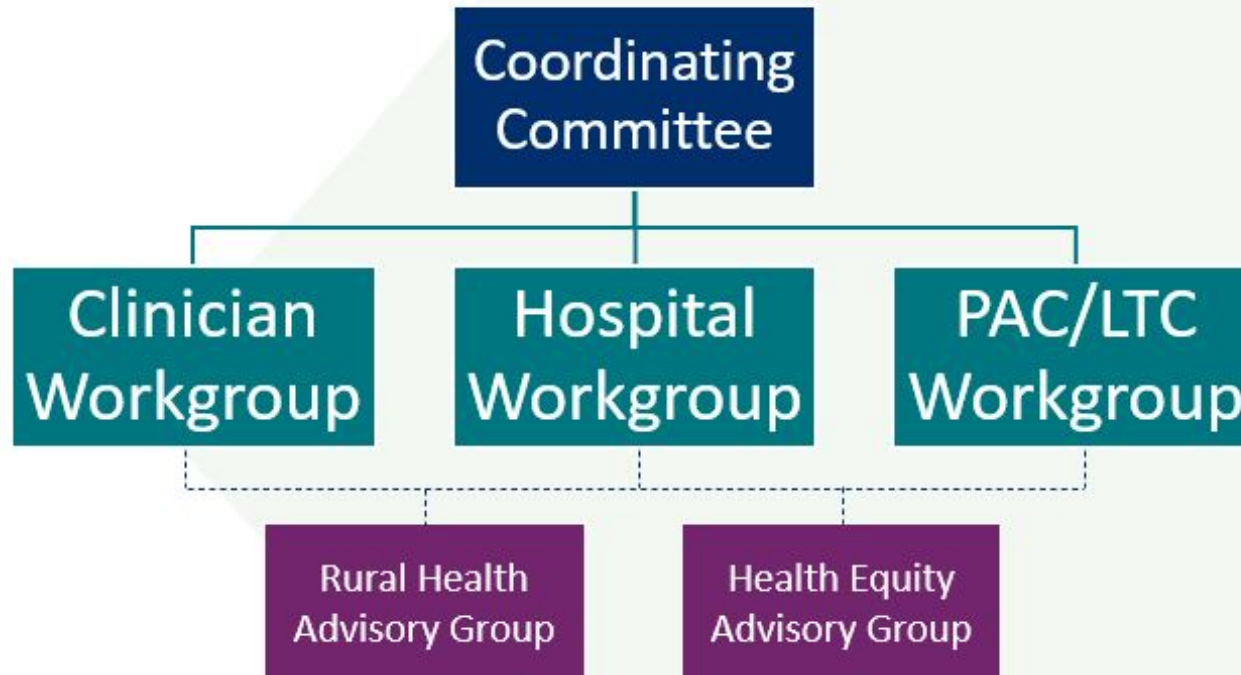 Coordinating
Committee
Clinician
Workgroup
Hospital
Workgroup
PAC/LTC
Workgroup
Rural Health
Advisory Group
Health Equity
Advisory Group